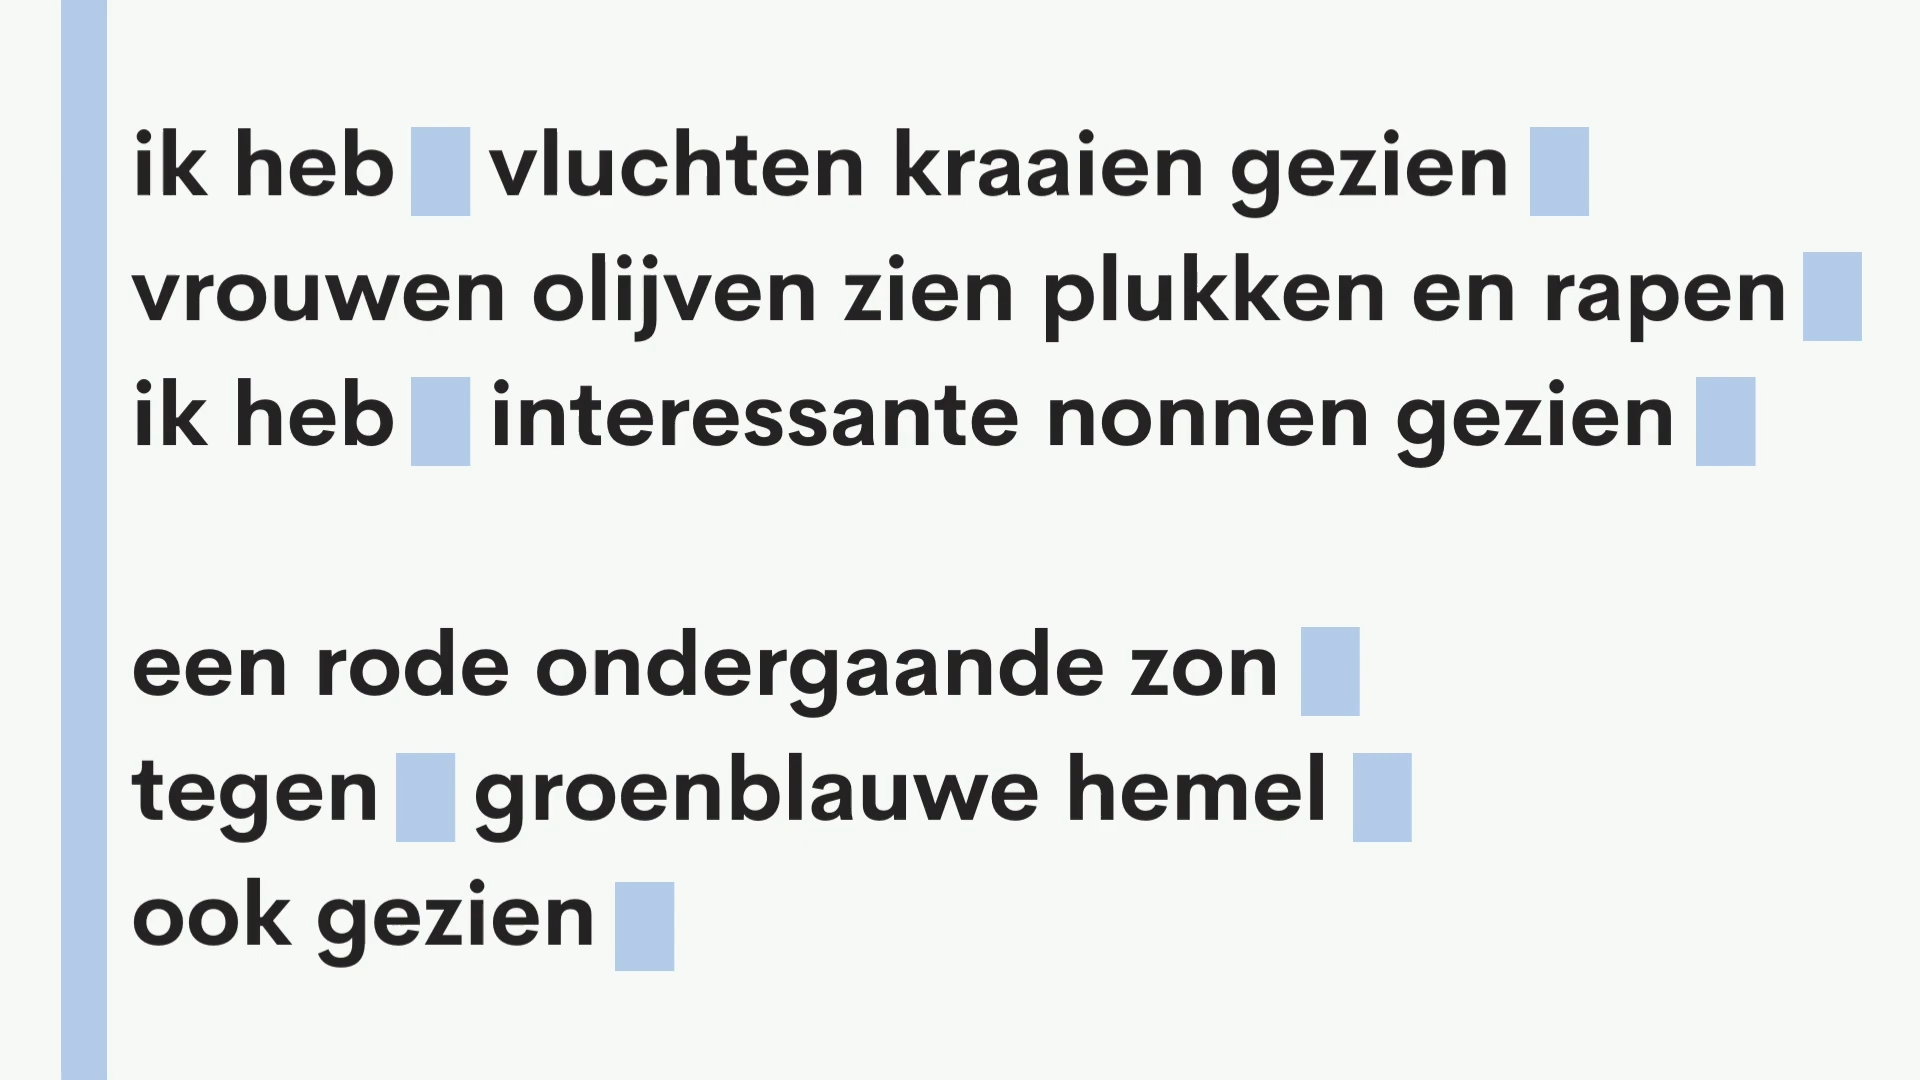 ik heb vluchten kraaien gezien
vrouwen olijven zien plukken en rapen
ik heb interessante nonnen gezien
een rode ondergaande zon
tegen groenblauwe hemel
ook gezien